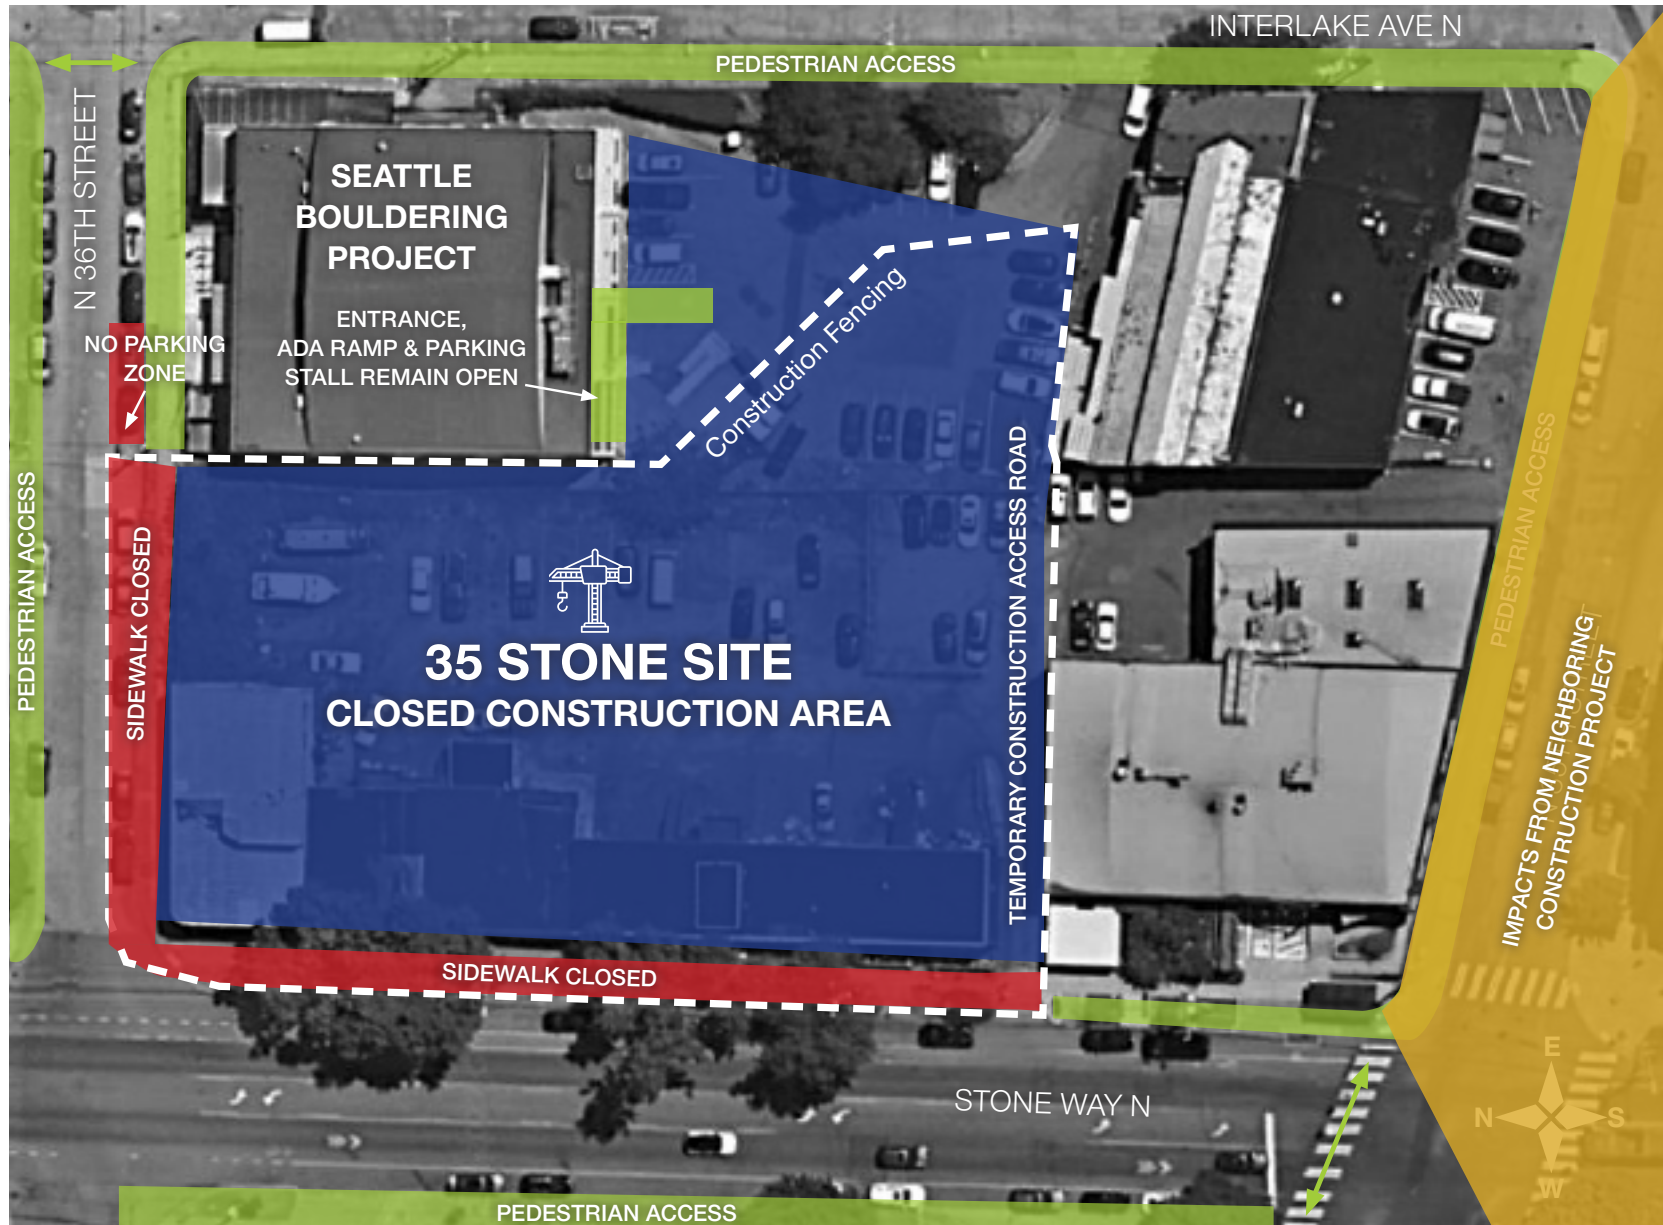 INTERLAKE AVE N
PEDESTRIAN ACCESS
N 36TH STREET
SEATTLE
BOULDERING
PROJECT
ENTRANCE,
ADA RAMP & PARKING
STALL REMAIN OPEN
NO PARKING
ZONE
Construction Fencing
PEDESTRIAN ACCESS
SIDEWALK CLOSED
35 STONE SITE
CLOSED CONSTRUCTION AREA
TEMPORARY CONSTRUCTION ACCESS ROAD
PEDESTRIAN ACCESS
IMPACTS FROM NEIGHBORING
CONSTRUCTION PROJECT
SIDEWALK CLOSED
STONE WAY N
E
N
S
W
PEDESTRIAN ACCESS